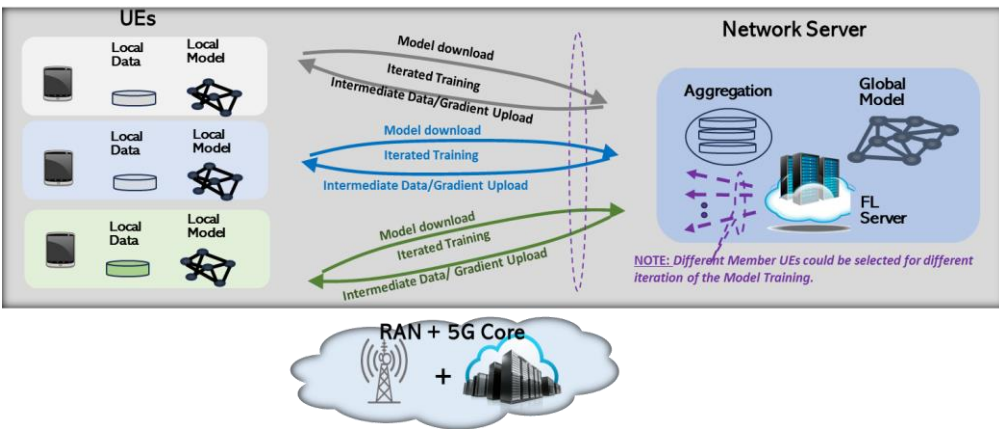 UEs
Network Server
Local
Data
Local
Model
Model download
Iterated Training
Intermediate Data/Gradient Upload
Local
Data
Local
Model
Model download
Iterated Training
Intermediate Data/Gradient Upload
Local
Data
Local
Model
Model download
Iterated Training
Intermediate Data/ Gradient Upload
Aggregation
Global
Model
FL
Server
NOTE: Different Member UEs could be selected for different
iteration of the Model Training.
RAN + 5G Core
+